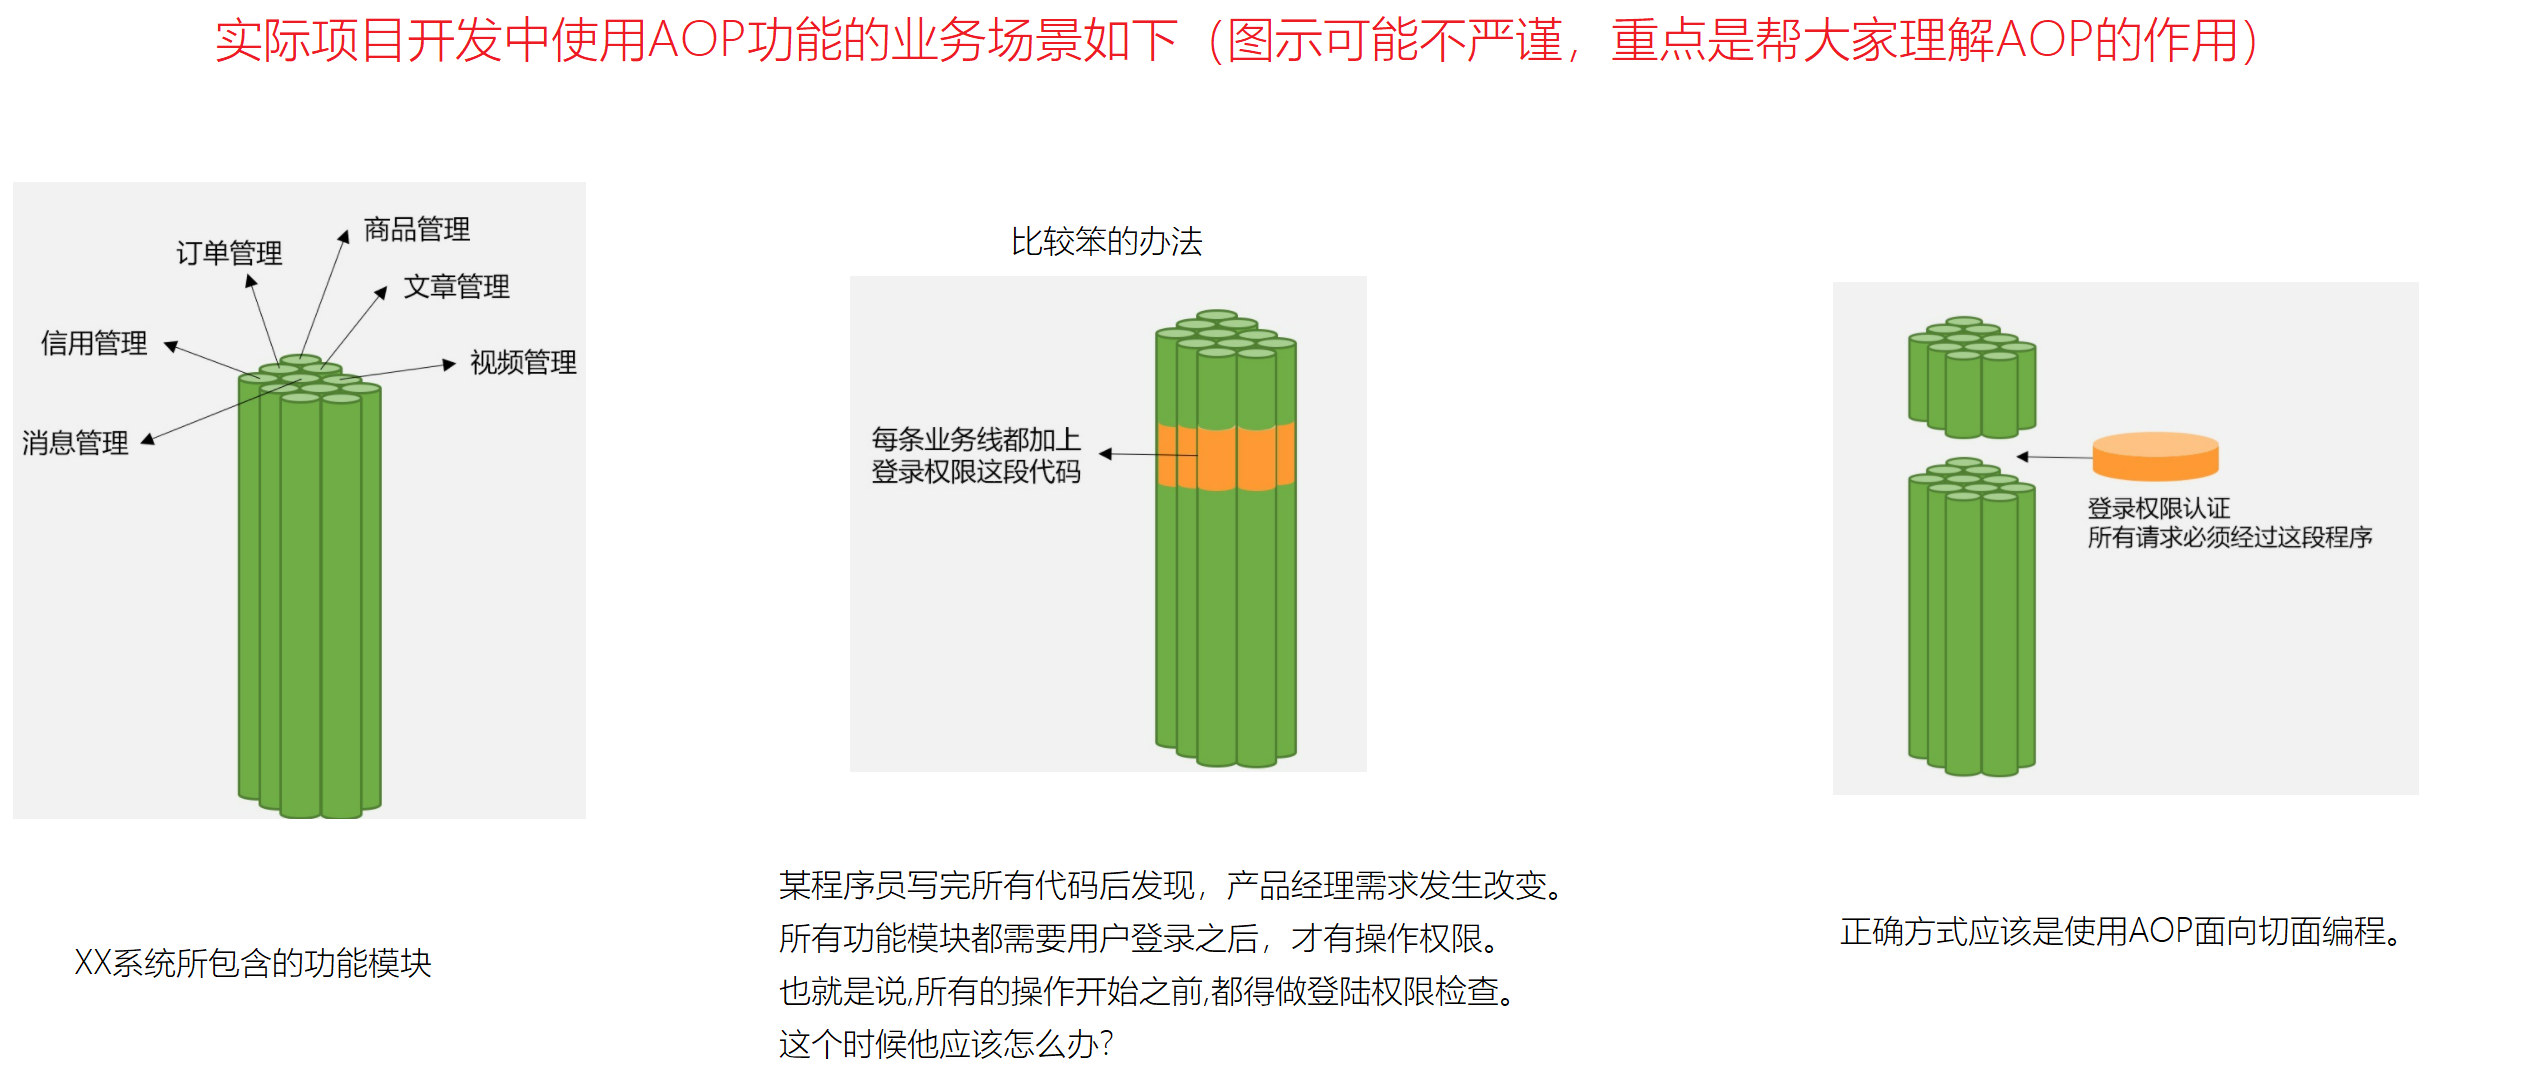 实际项目开发中使用AOP功能的业务场景如下（图示可能不严谨，重点是帮大家理解AOP的作用）
商品管理
订单管理
文章管理
信用管理
视频管理
消息管理
XX系统所包含的功能模块
比较笨的办法
每条业务线都加上
登录权限这段代码
某程序员写完所有代码后发现，产品经理需求发生改变。
所有功能模块都需要用户登录之后，才有操作权限。
也就是说,所有的操作开始之前,都得做登陆权限检查。
这个时候他应该怎么办?
登录权限认证
所有请求必须经过这段程序
正确方式应该是使用AOP面向切面编程。